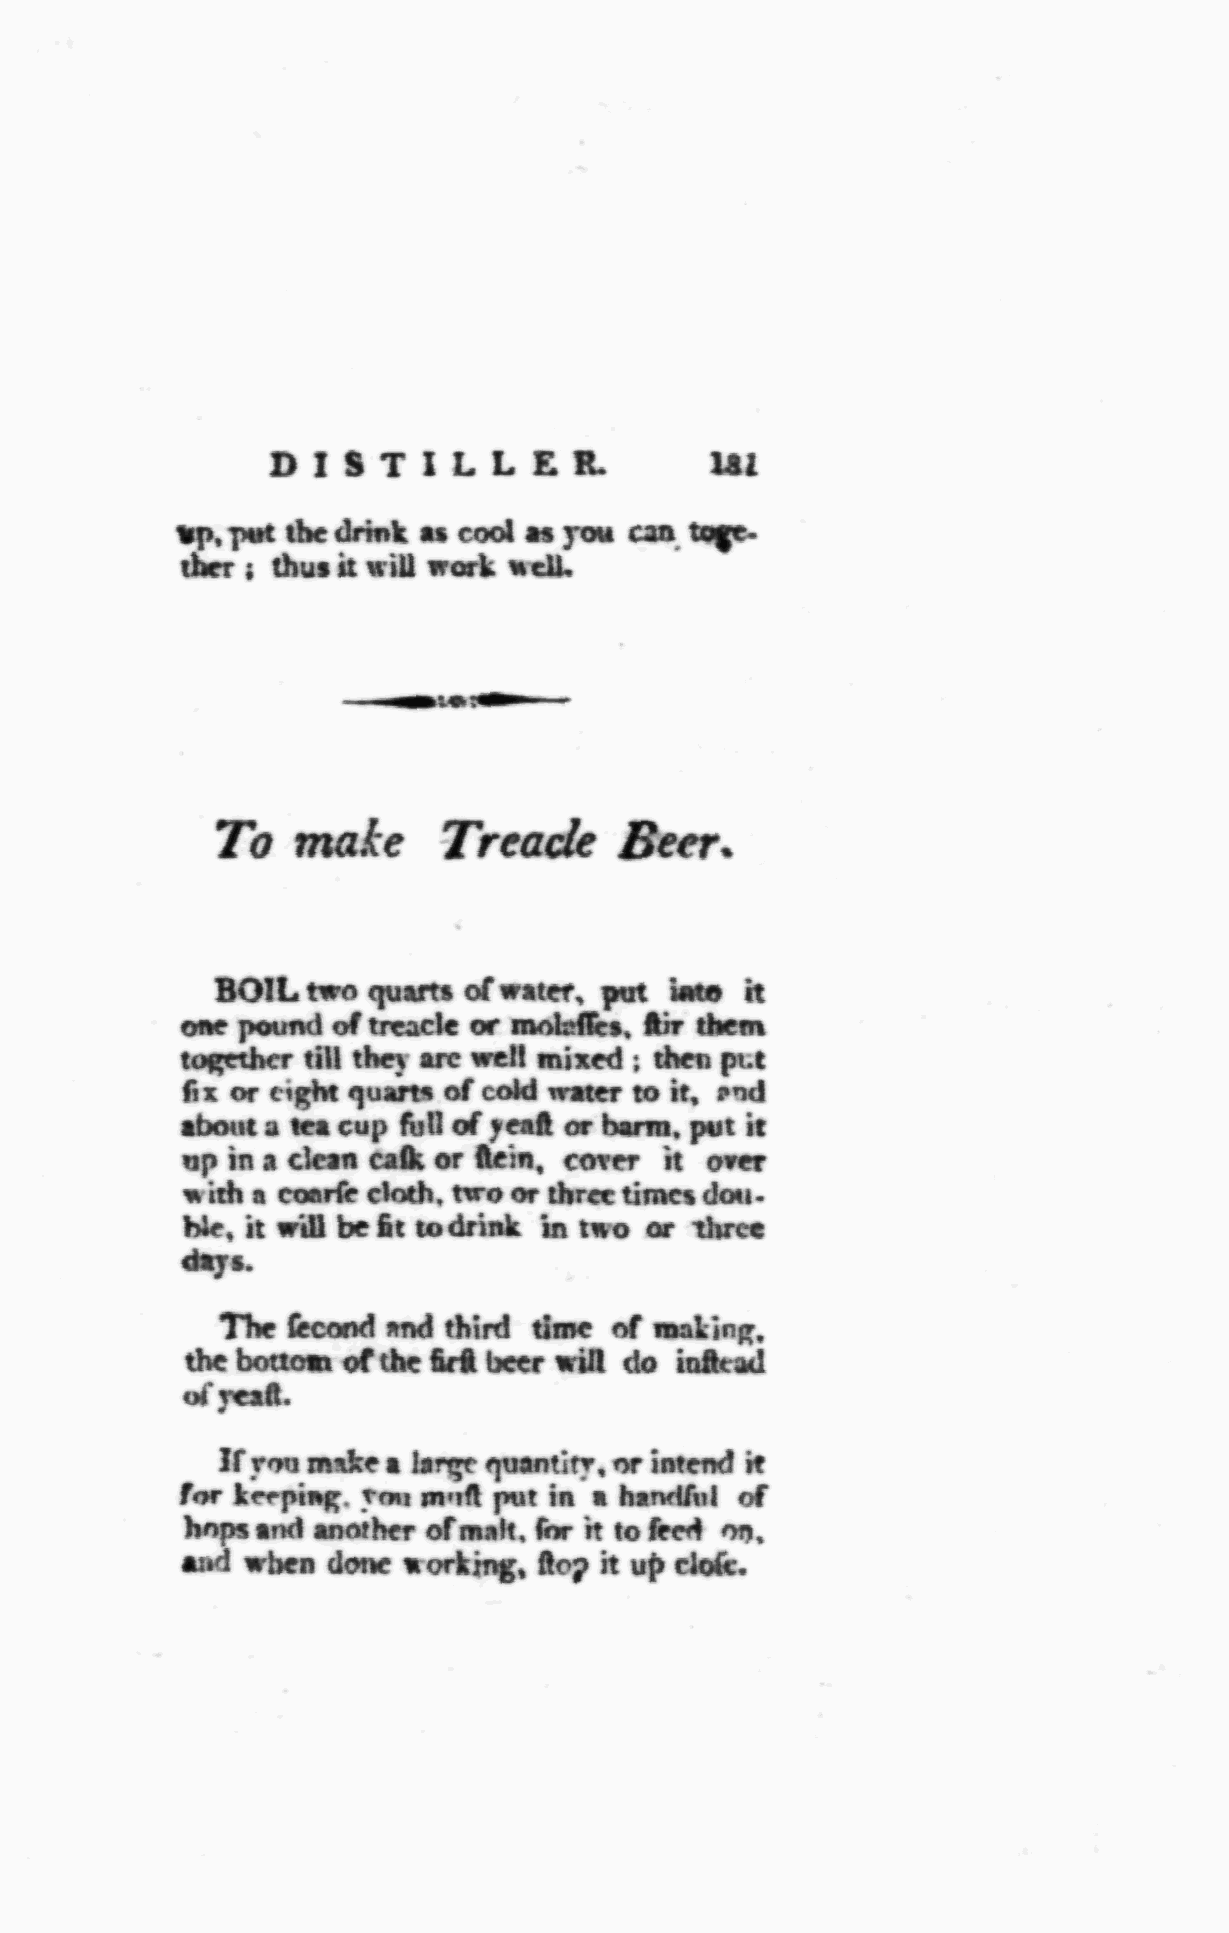 DISTILLER. 181
up, put the drink as cool as you can toge-
ther ; thus it will work well.
To make Treacle Beer.
BOIL two quarts of water, put into it
one pound of treacle or molaſſes, ſtir them
together till they are well mixed ; then put
ſix or eight quarts of cold water to it, and
about a tea cup full of yeaſt or barm, put it
up in a clean caſk or ſtein, cover it over
with a coarſe cloth, two or three times dou-
ble, it will be fit to drink in two or three
days.
The ſecond and third time of making,
the bottom of the firſt beer will do inſtead
of yeaſt.
If you make a large quantity, or intend it
for keeping, you muſt put in a handful of
hops and another of malt, for it to feed on,
and when done working, ſtop it up cloſe.